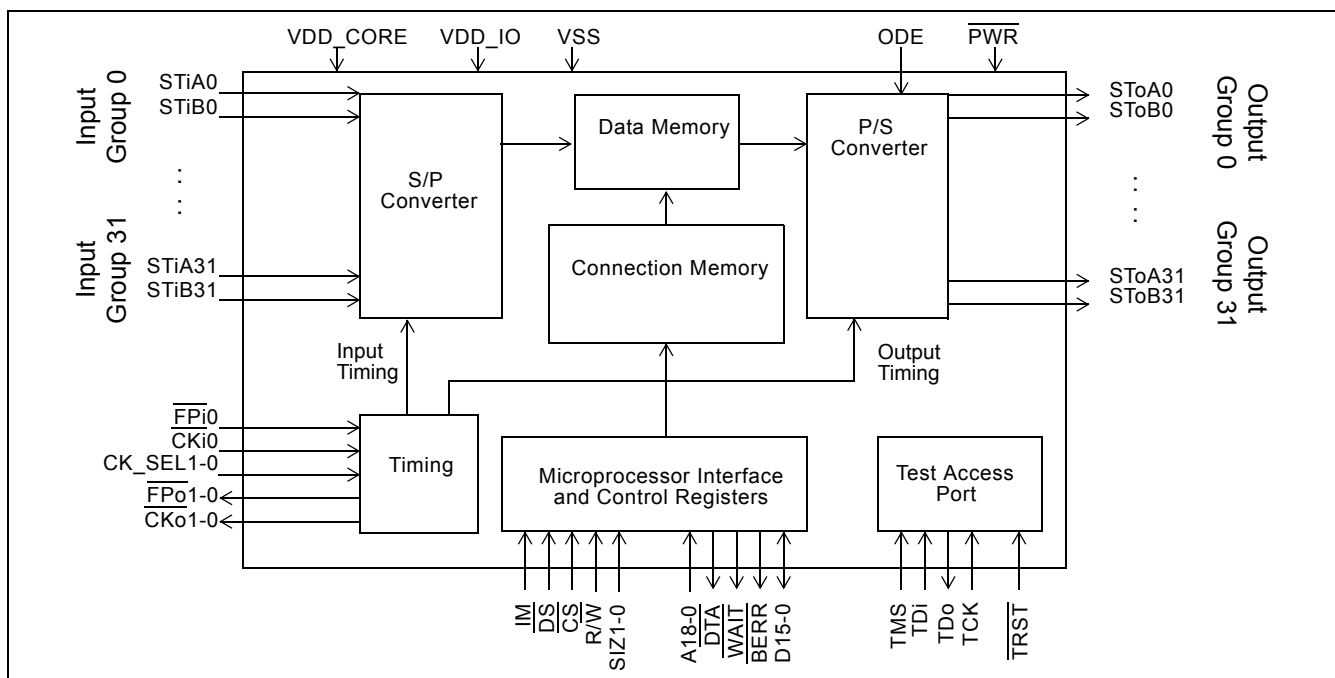 VDD_CORE
VDD_IO
VSS
ODE
PWR
Input
Group 0
STiA0
STiB0
. . .
Input
Group 31
STiA31
STiB31
S/P
Converter
Data Memory
Connection Memory
P/S
Converter
SToA0
SToB0
Output
Group 0
. . .
SToA31
SToB31
Output
Group 31
Input
Timing
Output
Timing
FPi0
CKi0
CK_SEL1-0
FPo1-0
CKo1-0
Timing
Microprocessor Interface
and Control Registers
Test Access
Port
IM
DS
CS
R/W
SIZ1-0
A18-0
DTA
WAIT
BERR
D15-0
TMS
TDi
TDo
TCK
TRST